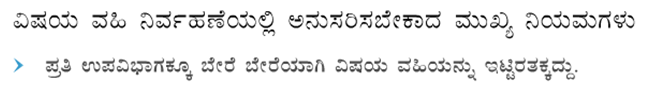 ವಿಷಯ ವಹಿ ನಿರ್ವಹಣೆಯಲ್ಲಿ ಅನುಸರಿಸಬೇಕಾದ ಮುಖ್ಯ ನಿಯಮಗಳು
ಪ್ರತಿ ಉಪವಿಭಾಗಕ್ಕೂ ಬೇರೆ ಬೇರೆಯಾಗಿ ವಿಷಯ ವಹಿಯನ್ನು ಇಟ್ಟಿರತಕ್ಕದ್ದು.